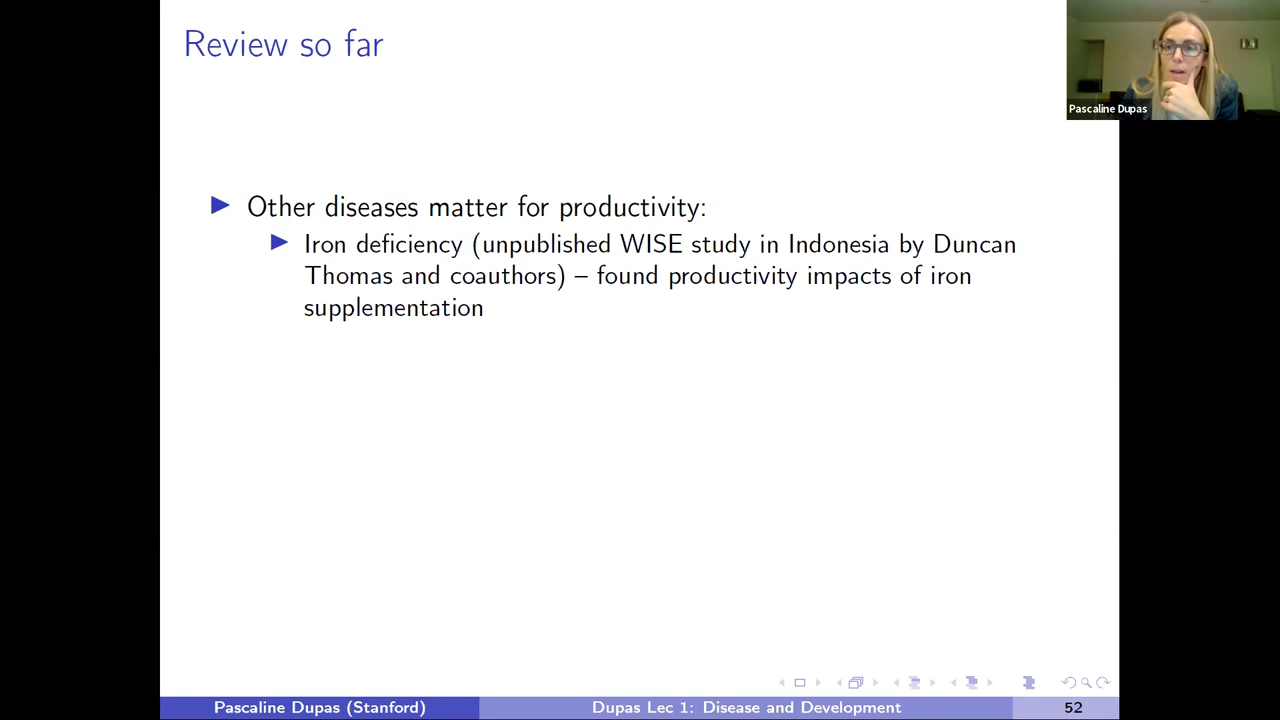 Review so far
Pascaline Dupas
Other diseases matter for productivity:
Iron deficiency (unpublished WISE study in Indonesia by Duncan
Thomas and coauthors) – found productivity impacts of iron
supplementation
Pascaline Dupas (Stanford)
Dupas Lec 1: Disease and Development
52